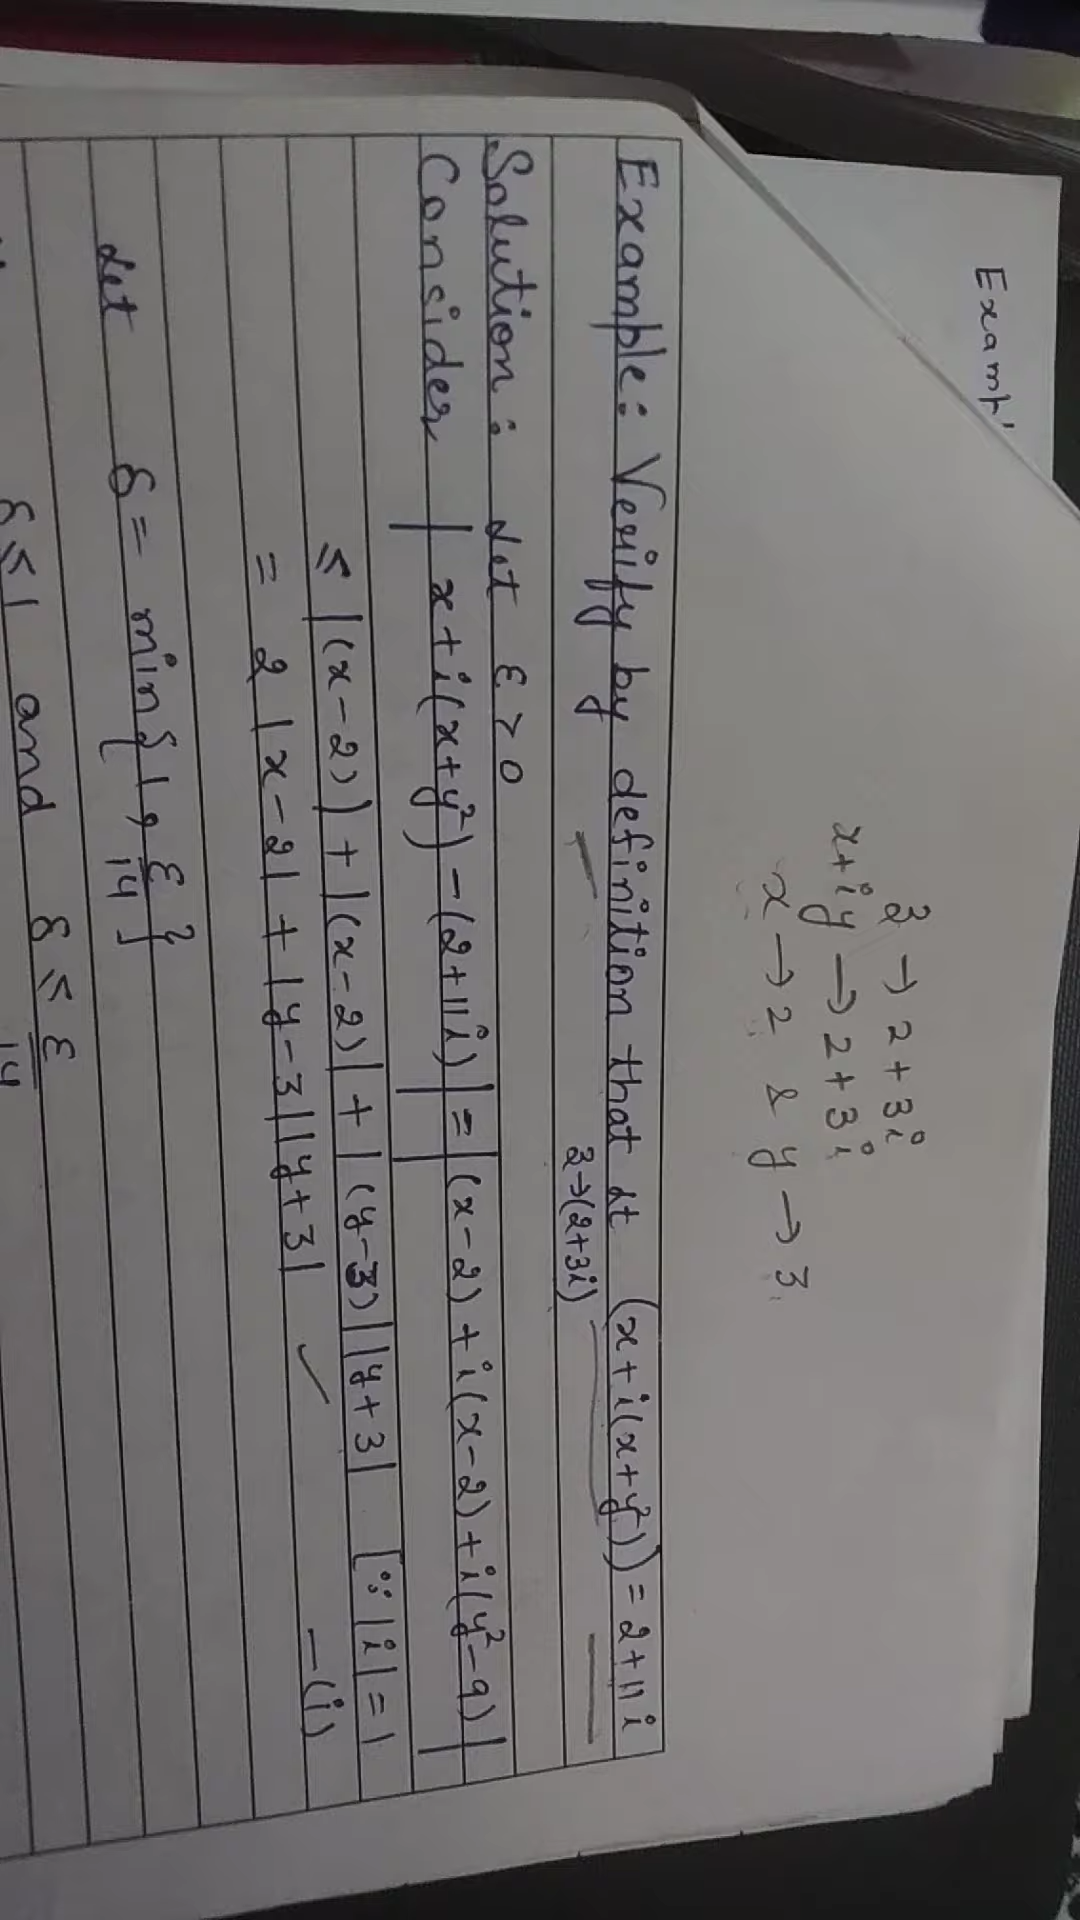 Exampl
z → 2 + 3i
x + iy → 2 + 3i
x → 2 & y → 3
Example: Verify by definition that lt (x + i(x + y²)) = 2 + 11i
z→(2+3i)
Solution: Let ε > 0
Consider |x + i(x + y²) - (2 + 11i)| = |(x - 2) + i(x - 2) + i(y² - 9)|
≤ |(x - 2)| + |(x - 2)| + |(y - 3)||y + 3| [∵ |i| = 1
= 2|x - 2| + |y - 3||y + 3| ✓ — (i)
Let δ = min{1, ε/14}
δ ≤ 1 and δ ≤ ε/14